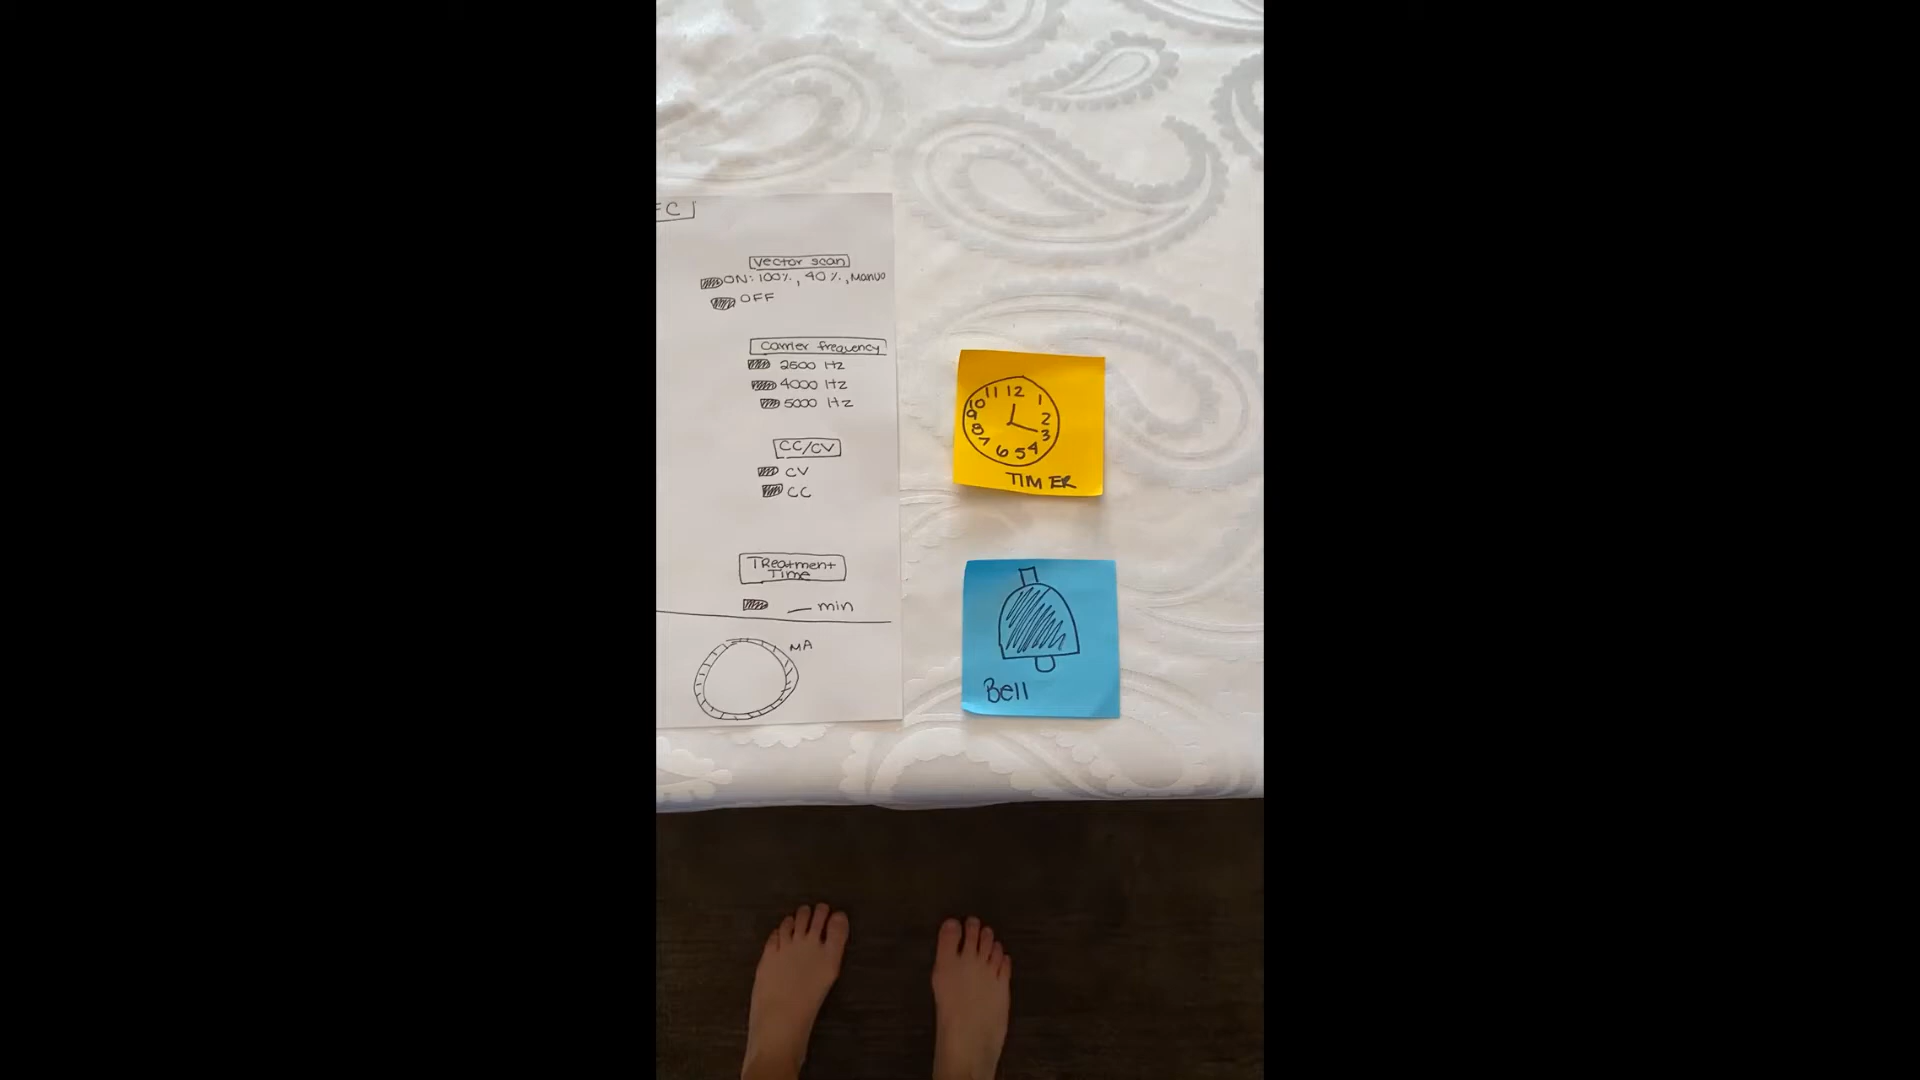 FC
Vector scan
ON: 100%, 40%, Manuo
OFF
Carrier frequency
2500 Hz
4000 Hz
5000 Hz
CC/CV
CV
CC
TReatment
Time
__ min
MA
11 12 1
10 2
9 3
8 4
7 6 5
TIMER
Bell